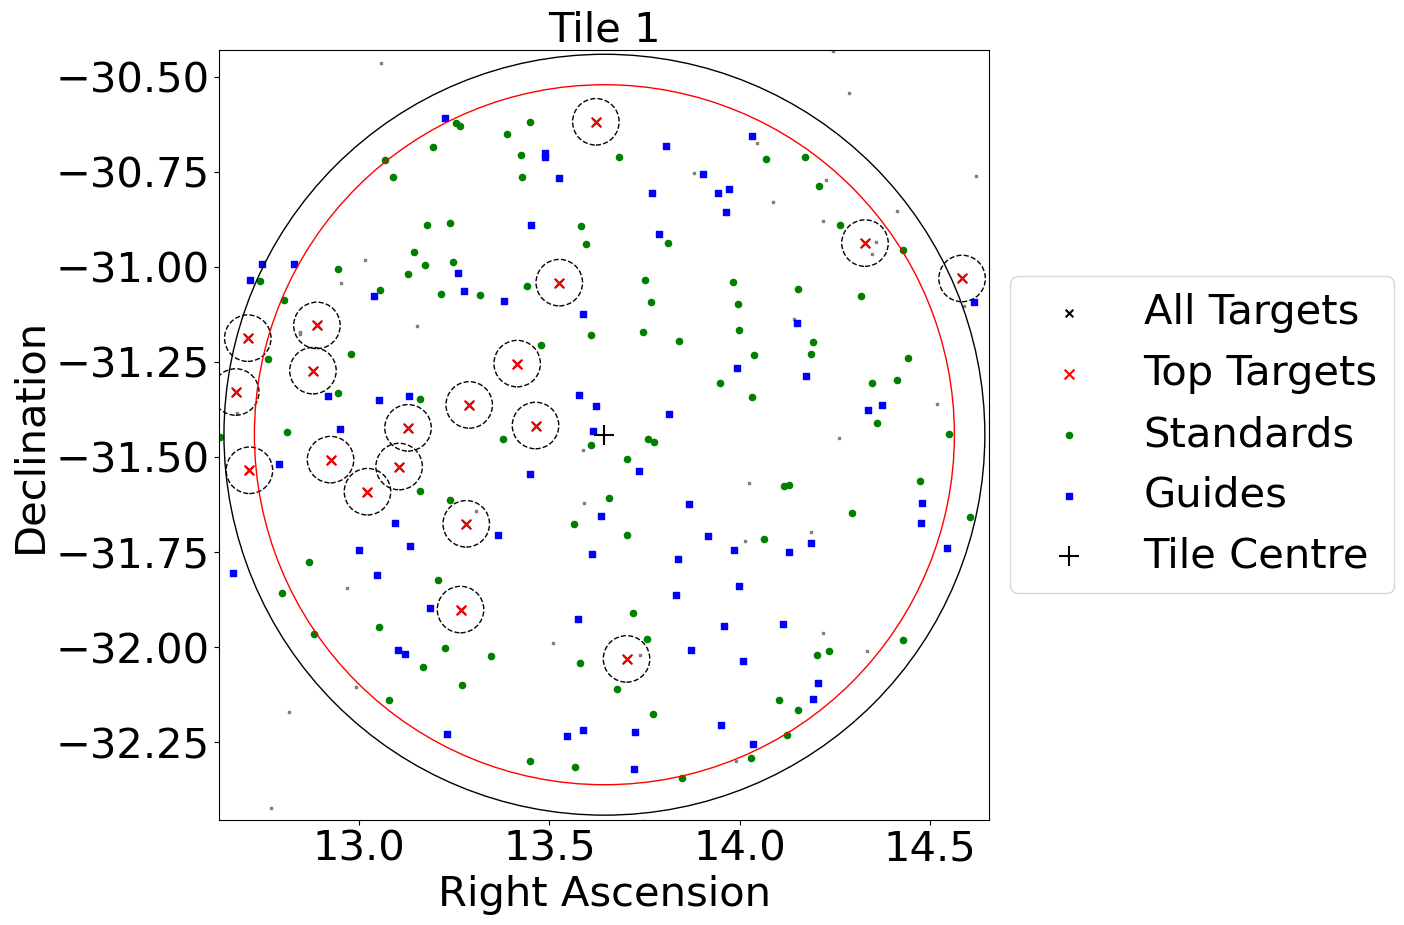 Tile 1
−30.50
−30.75
−31.00
−31.25
−31.50
−31.75
−32.00
−32.25
Declination
13.0 13.5 14.0 14.5
Right Ascension
All Targets
Top Targets
Standards
Guides
Tile Centre